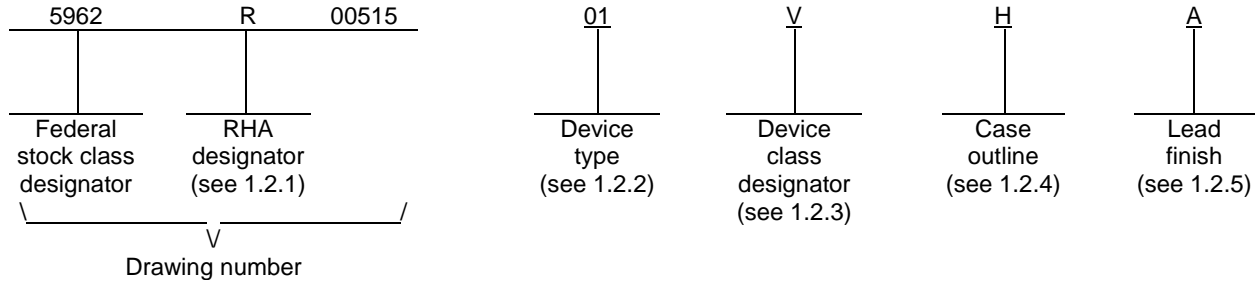 5962 R 00515 01 V H A
Federal RHA Device Device Case Lead
stock class designator type class outline finish
designator (see 1.2.1) (see 1.2.2) designator (see 1.2.4) (see 1.2.5)
(see 1.2.3)
Drawing number